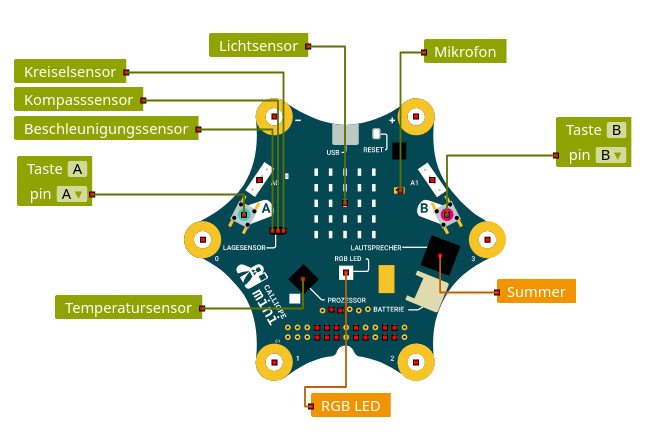 Lichtsensor
Mikrofon
Kreiselsensor
Kompasssensor
Beschleunigungssensor
Taste A
pin A
Taste B
pin B
- +
USB
RESET
A0
A1
A
B
LAGESENSOR
LAUTSPRECHER
0
3
RGB LED
CALLIOPE
mini
PROZESSOR
BATTERIE
Temperatursensor
Summer
1
2
RGB LED